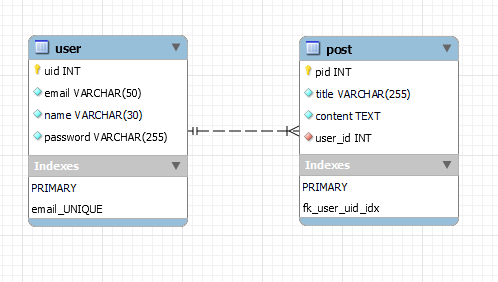 user
uid INT
email VARCHAR(50)
name VARCHAR(30)
password VARCHAR(255)
Indexes
PRIMARY
email_UNIQUE
post
pid INT
title VARCHAR(255)
content TEXT
user_id INT
Indexes
PRIMARY
fk_user_uid_idx